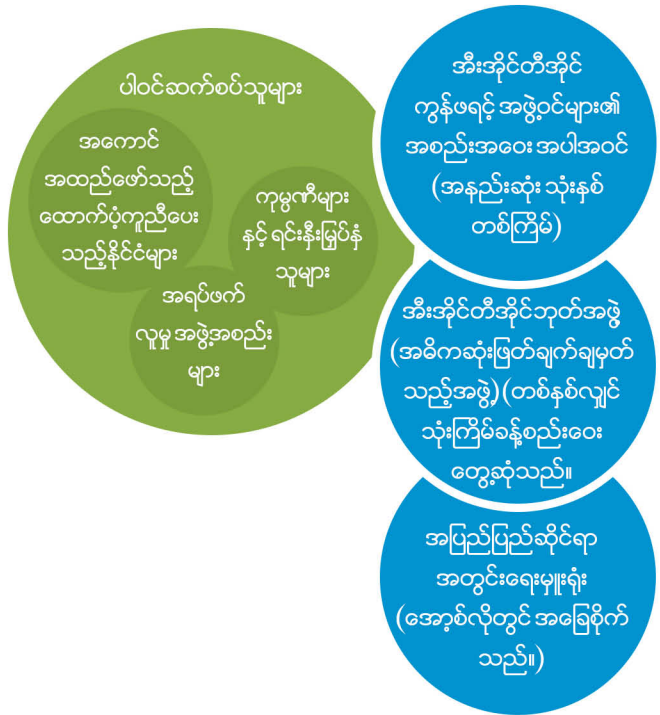 ပါဝင်ဆက်စပ်သူများ
အကောင်
အထည်ဖော်သည့်
ထောက်ပံ့ကူညီပေး
သည့်နိုင်ငံများ
ကုမ္ပဏီများ
နှင့် ရင်းနှီးမြှပ်နှံ
သူများ
အရပ်ဖက်
လူမှု အဖွဲ့အစည်း
များ
အီးအိုင်တီအိုင်
ကွန်ဖရင့် အဖွဲ့ဝင်များ၏
အစည်းအဝေး အပါအဝင်
(အနည်းဆုံး သုံးနှစ်
တစ်ကြိမ်)
အီးအိုင်တီအိုင်ဘုတ်အဖွဲ့
(အဓိကဆုံးဖြတ်ချက်ချမှတ်
သည့်အဖွဲ့) (တစ်နှစ်လျှင်
သုံးကြိမ်ခန့်စည်းဝေး
တွေ့ဆုံသည်။
အပြည်ပြည်ဆိုင်ရာ
အတွင်းရေးမှူးရုံး
(အော့စ်လိုတွင် အခြေစိုက်
သည်။)